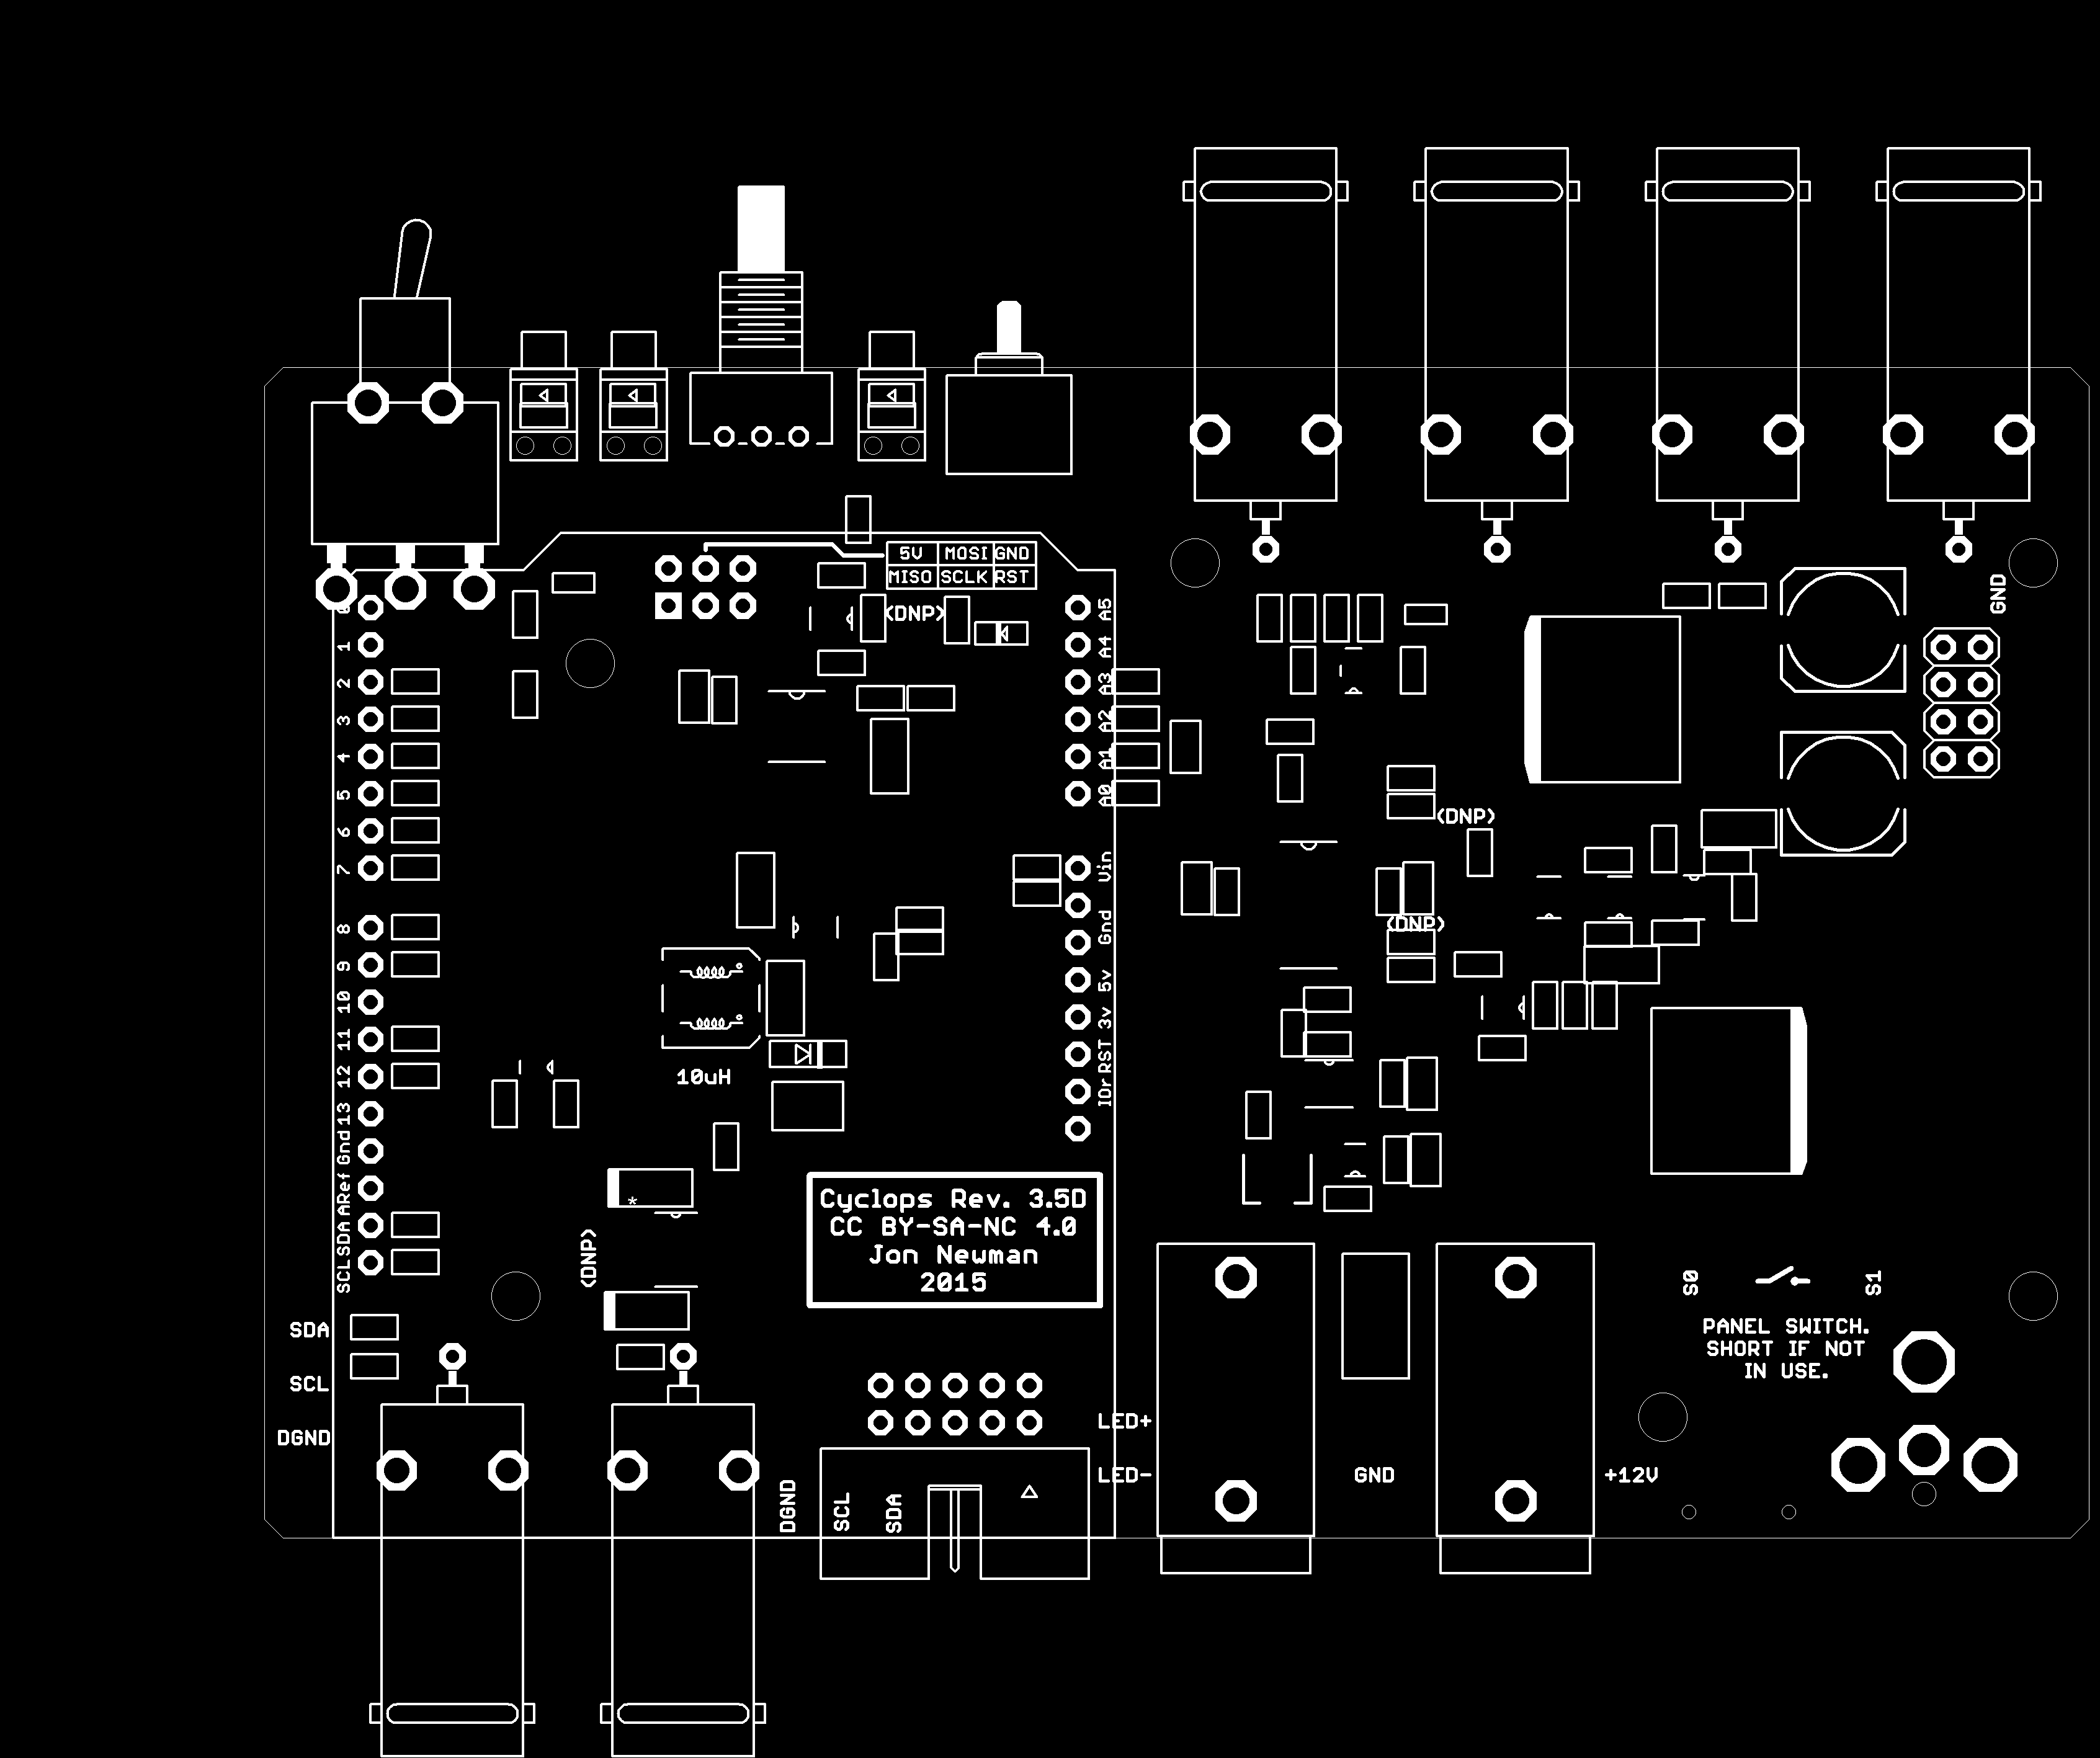 5V MOSI GND
MISO SCLK RST
GND
(DNP)
1
2
3
4
5
6
7
8
9
10
11
12
13
Gnd
ARef
SDA
SCL
A5
A4
A3
A2
A1
A0
Vin
Gnd
5v
3v
RST
IOr
(DNP)
(DNP)
10uH
(DNP)
Cyclops Rev. 3.5D
CC BY-SA-NC 4.0
Jon Newman
2015
S0
S1
PANEL SWITCH.
SHORT IF NOT
IN USE.
SDA
SCL
DGND
DGND
SCL
SDA
LED+
LED-
GND
+12V